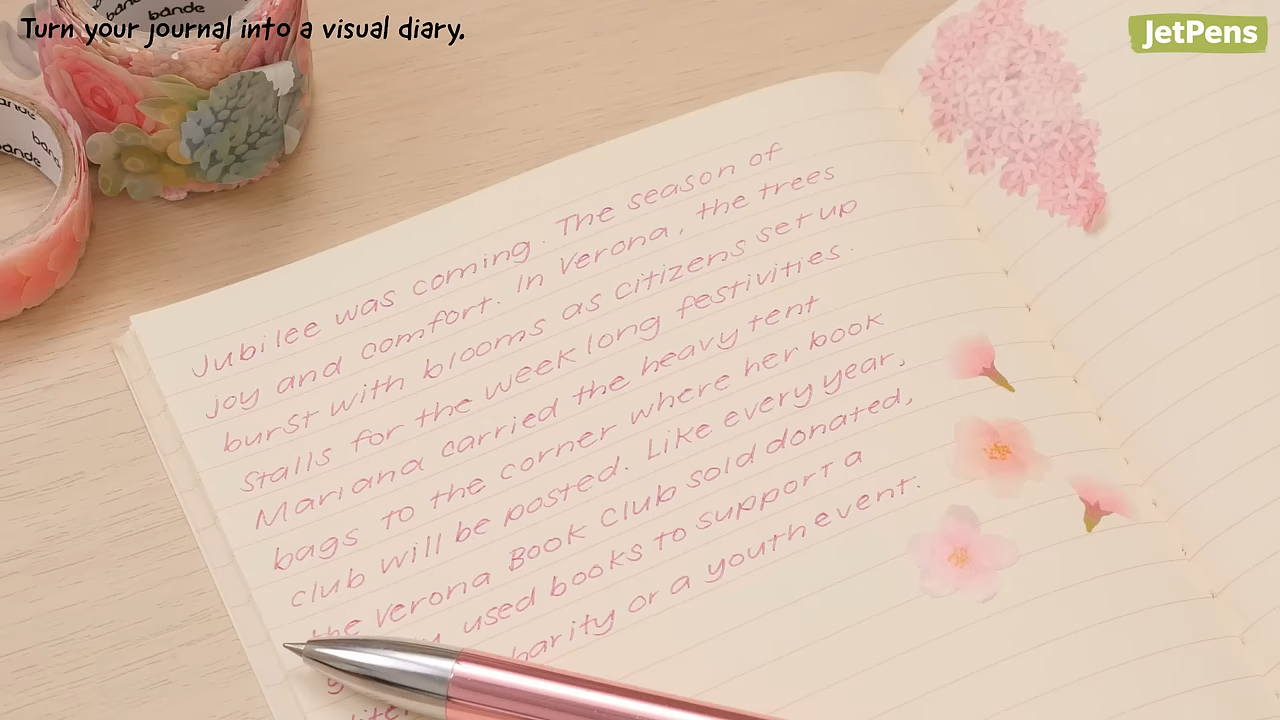 Turn your journal into a visual diary.
JetPens
bande
bande
bande
bande
Jubilee was coming. The season of
joy and comfort. In Verona, the trees
burst with blooms as citizens set up
stalls for the week long festivities.
Mariana carried the heavy tent
bags to the corner where her book
club will be posted. Like every year,
the Verona Book Club sold donated,
used books to support a
harity or a youth event.